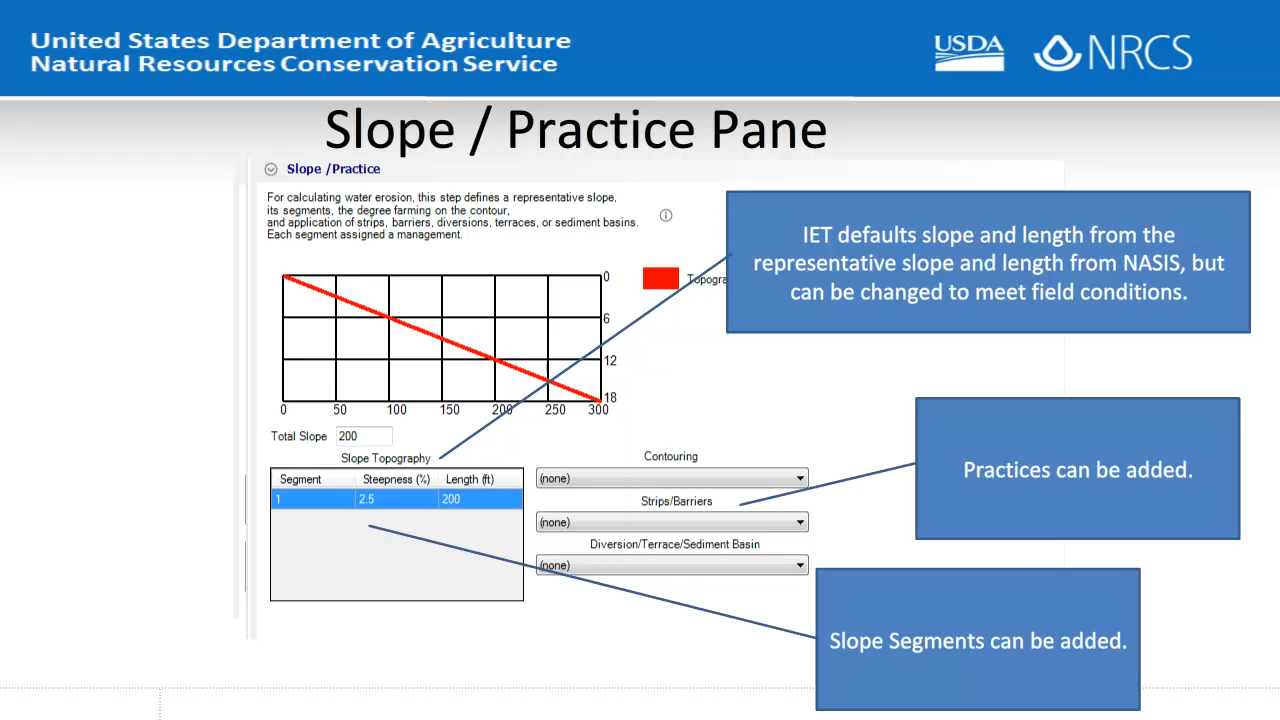 United States Department of Agriculture
Natural Resources Conservation Service
USDA
NRCS
Slope / Practice Pane
Slope /Practice
For calculating water erosion, this step defines a representative slope,
its segments, the degree farming on the contour,
and application of strips, barriers, diversions, terraces, or sediment basins.
Each segment assigned a management.
IET defaults slope and length from the
representative slope and length from NASIS, but
can be changed to meet field conditions.
0
6
12
18
0 50 100 150 200 250 300
Total Slope 200
Slope Topography
Segment Steepness (%) Length (ft)
1 2.5 200
Contouring
(none)
Strips/Barriers
(none)
Diversion/Terrace/Sediment Basin
(none)
Practices can be added.
Slope Segments can be added.